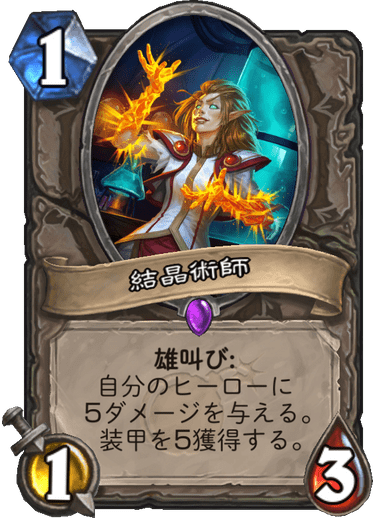 1
結晶術師
雄叫び:
自分のヒーローに
5ダメージを与える。
装甲を5獲得する。
1
3